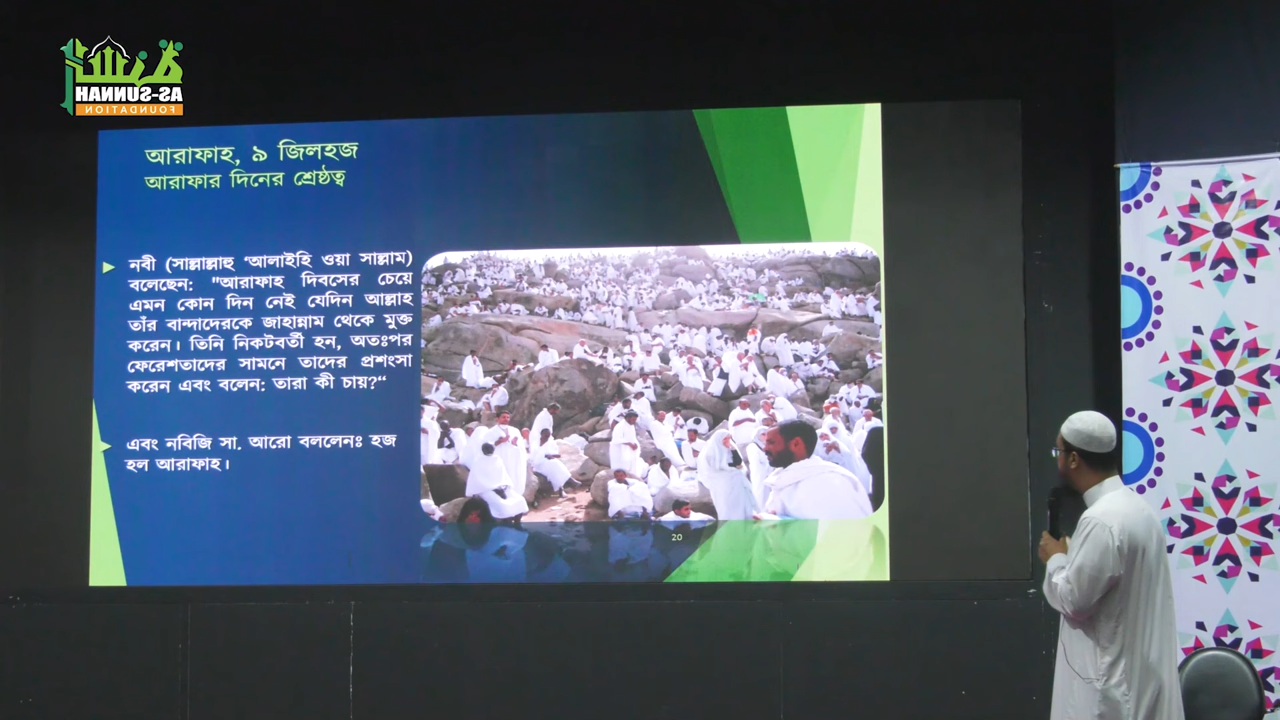 AS-SUNNAH
FOUNDATION
আরাফাহ, ৯ জিলহজ
আরাফার দিনের শ্রেষ্ঠত্ব
নবী (সাল্লাল্লাহু ‘আলাইহি ওয়া সাল্লাম)
বলেছেন: "আরাফাহ দিবসের চেয়ে
এমন কোন দিন নেই যেদিন আল্লাহ
তাঁর বান্দাদেরকে জাহান্নাম থেকে মুক্ত
করেন। তিনি নিকটবর্তী হন, অতঃপর
ফেরেশতাদের সামনে তাদের প্রশংসা
করেন এবং বলেন: তারা কী চায়?“
এবং নবিজি সা. আরো বললেনঃ হজ
হল আরাফাহ।
20